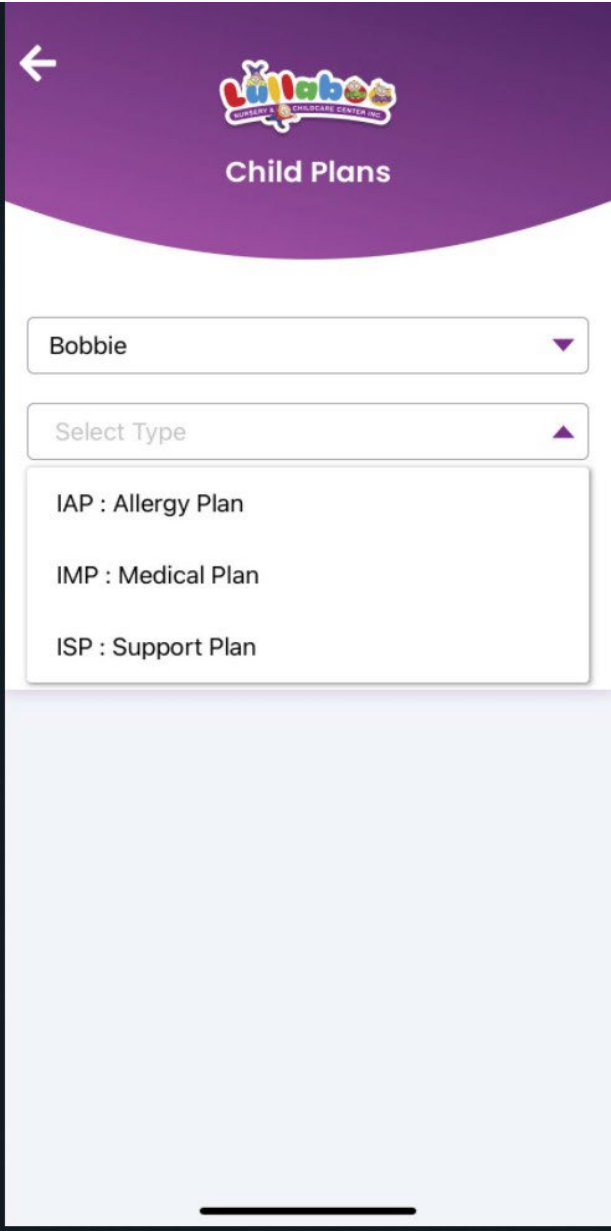 Lullaboo
NURSERY & CHILDCARE CENTER INC.
Child Plans
Bobbie
Select Type
IAP : Allergy Plan
IMP : Medical Plan
ISP : Support Plan